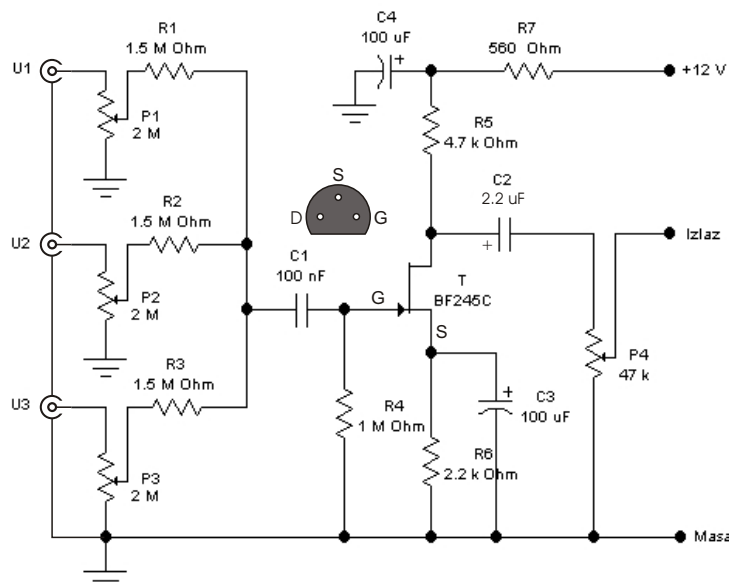 C4
100 uF
R7
560 Ohm
R1
1.5 M Ohm
U1
+12 V
P1
2 M
R5
4.7 k Ohm
S
D
G
R2
1.5 M Ohm
C2
2.2 uF
+
U2
Izlaz
C1
100 nF
P2
2 M
G
T
BF245C
S
R3
1.5 M Ohm
P4
47 k
U3
R4
1 M Ohm
+
C3
100 uF
R6
2.2 k Ohm
P3
2 M
+
Masa